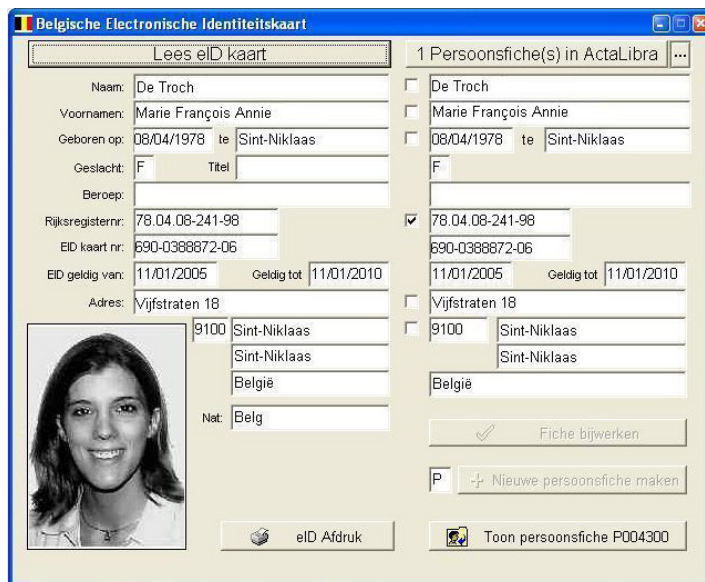 Belgische Electronische Identiteitskaart
Lees eID kaart 1 Persoonsfiche(s) in ActaLibra ...
Naam: De Troch De Troch
Voornamen: Marie François Annie Marie François Annie
Geboren op: 08/04/1978 te Sint-Niklaas 08/04/1978 te Sint-Niklaas
Geslacht: F Titel F
Beroep:
Rijksregisternr: 78.04.08-241-98 78.04.08-241-98
EID kaart nr: 690-0388872-06 690-0388872-06
EID geldig van: 11/01/2005 Geldig tot 11/01/2010 11/01/2005 Geldig tot 11/01/2010
Adres: Vijfstraten 18 Vijfstraten 18
9100 Sint-Niklaas 9100 Sint-Niklaas
Sint-Niklaas Sint-Niklaas
België België
Nat: Belg
Fiche bijwerken
P Nieuwe persoonsfiche maken
eID Afdruk Toon persoonsfiche P004300